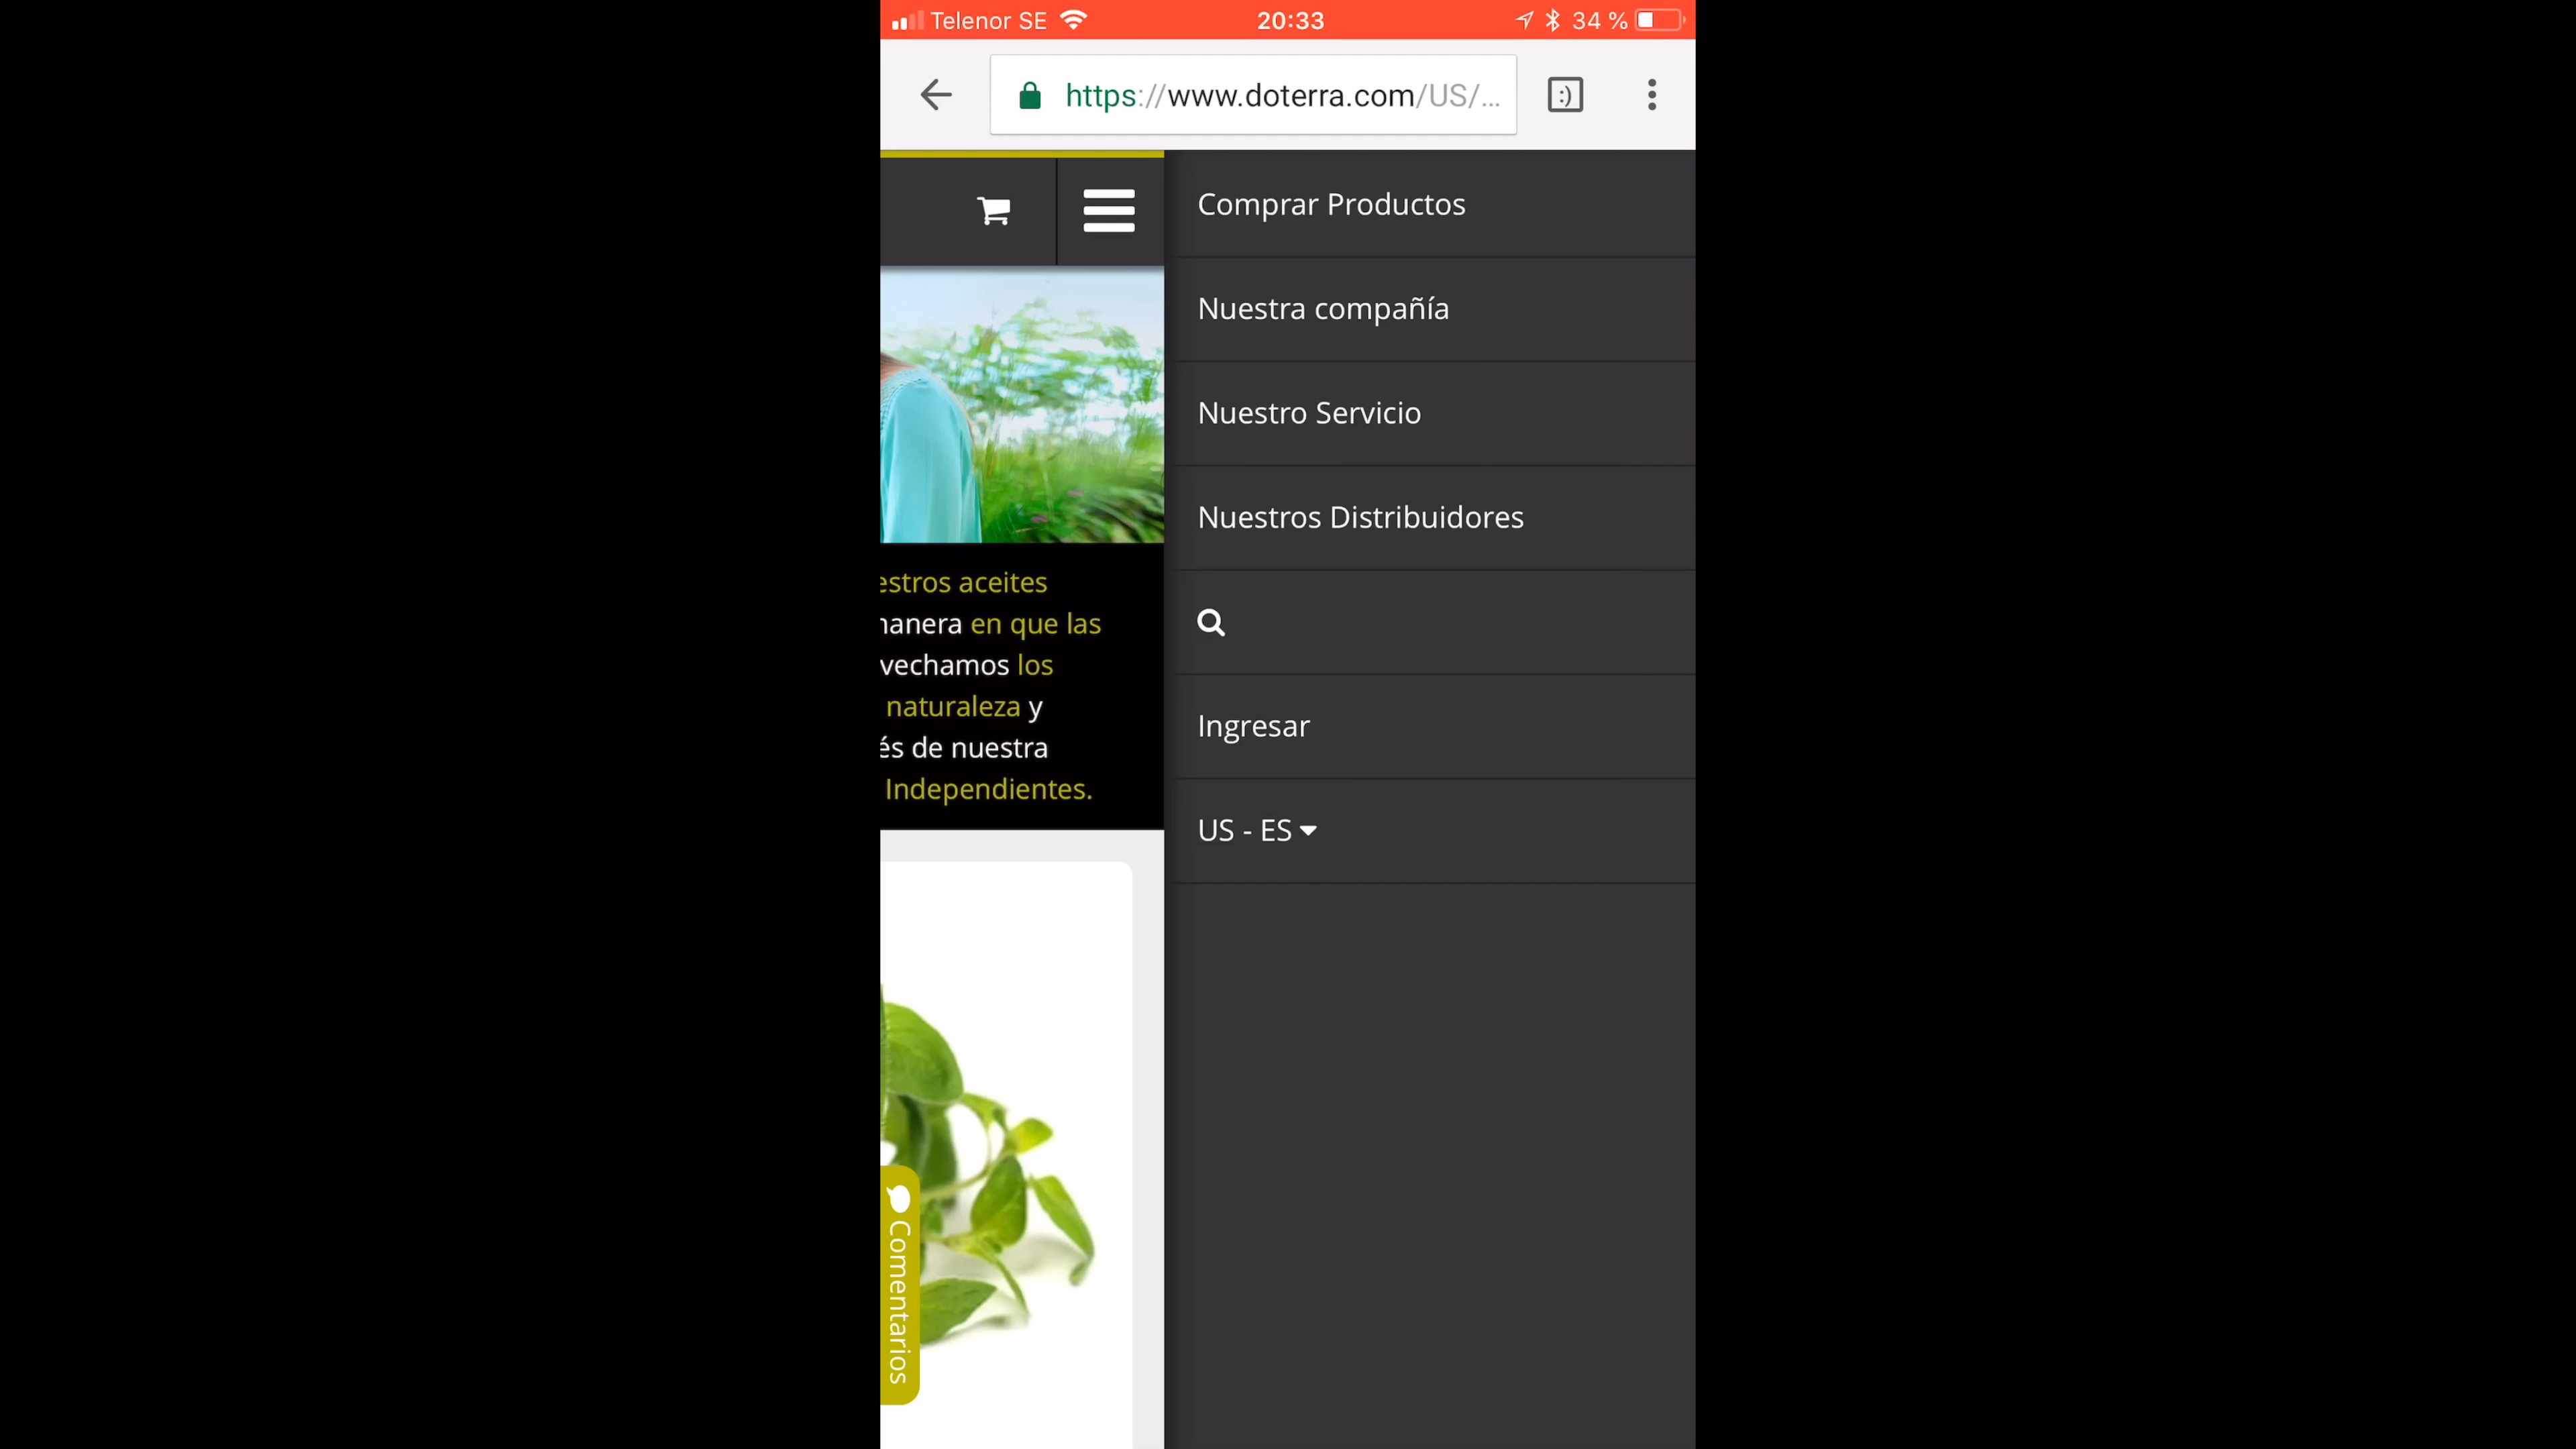 Telenor SE
20:33
34 %
https://www.doterra.com/US/...
:)
Comprar Productos
Nuestra compañía
Nuestro Servicio
Nuestros Distribuidores
Ingresar
US - ES
estros aceites
anera en que las
vechamos los
naturaleza y
és de nuestra
Independientes.
Comentarios